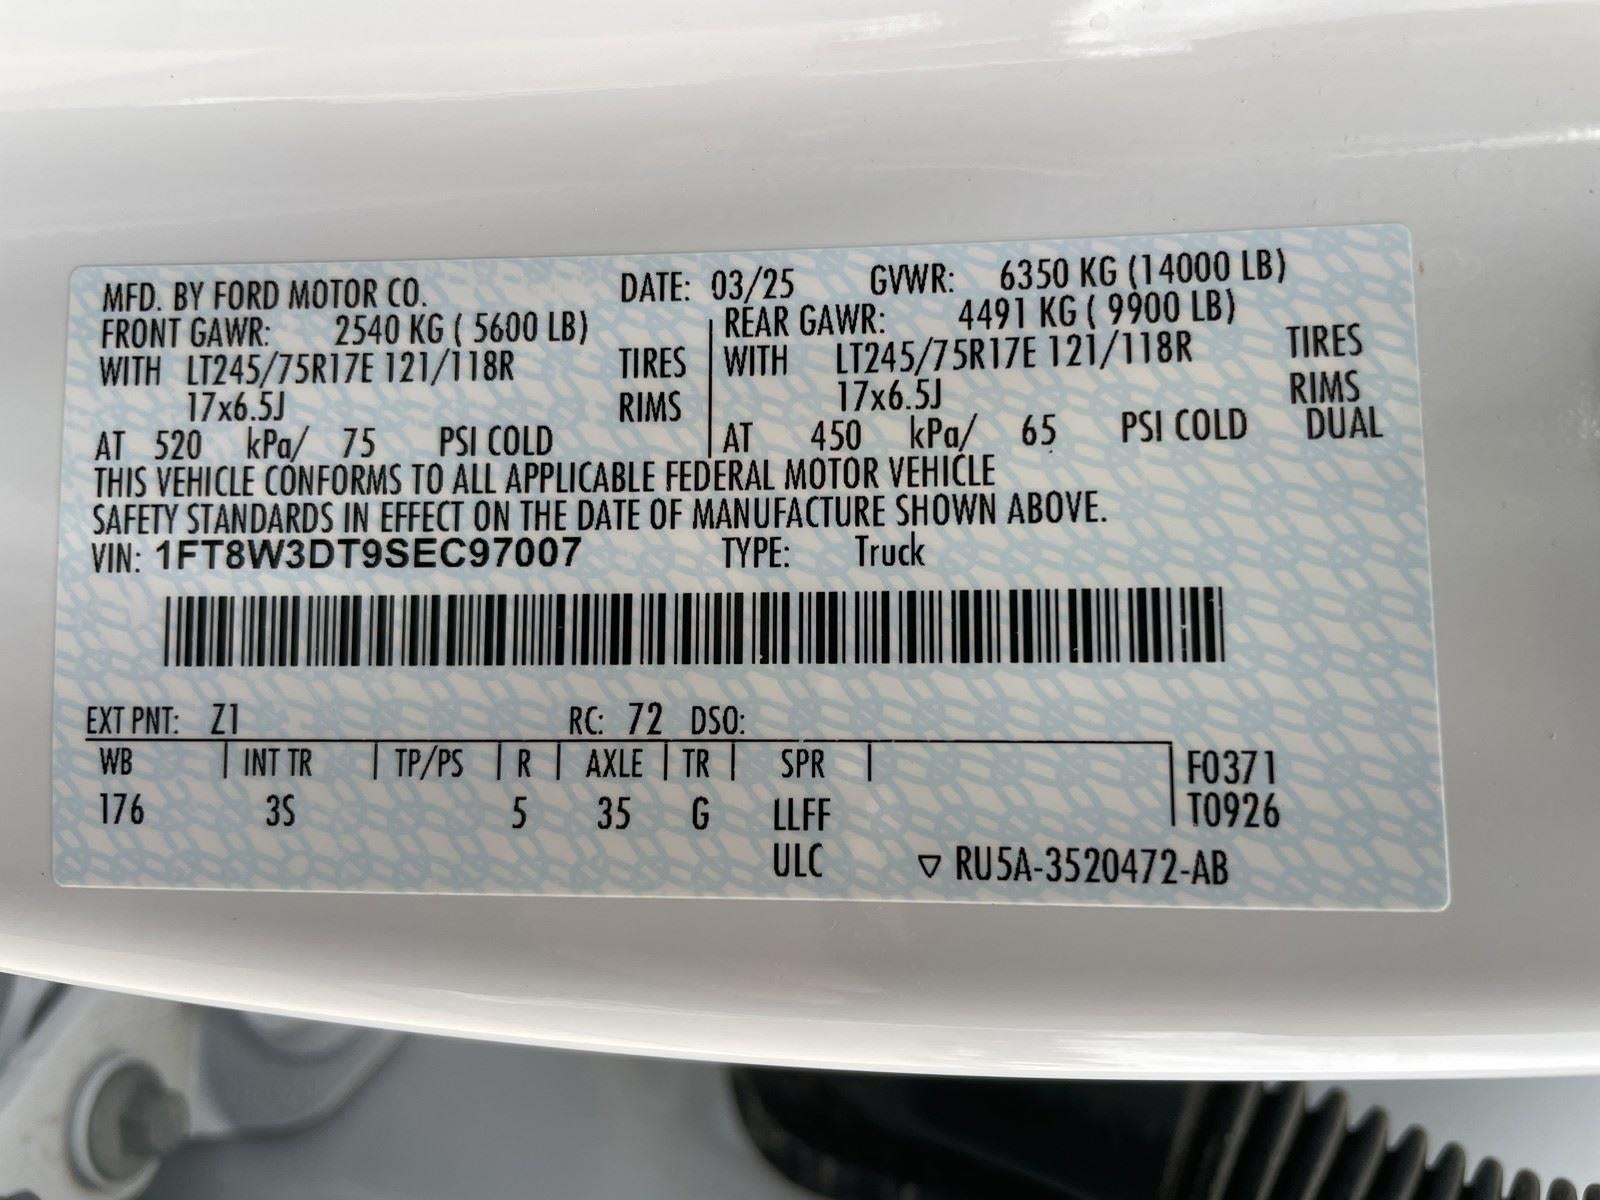 MFD. BY FORD MOTOR CO. DATE: 03/25 GVWR: 6350 KG (14000 LB)
FRONT GAWR: 2540 KG ( 5600 LB) REAR GAWR: 4491 KG ( 9900 LB)
WITH LT245/75R17E 121/118R TIRES WITH LT245/75R17E 121/118R TIRES
17x6.5J RIMS 17x6.5J RIMS
AT 520 kPa/ 75 PSI COLD AT 450 kPa/ 65 PSI COLD DUAL
THIS VEHICLE CONFORMS TO ALL APPLICABLE FEDERAL MOTOR VEHICLE
SAFETY STANDARDS IN EFFECT ON THE DATE OF MANUFACTURE SHOWN ABOVE.
VIN: 1FT8W3DT9SEC97007 TYPE: Truck
EXT PNT: Z1 RC: 72 DSO:
WB INT TR TP/PS R AXLE TR SPR F0371
176 3S 5 35 G LLFF T0926
ULC ▽ RU5A-3520472-AB